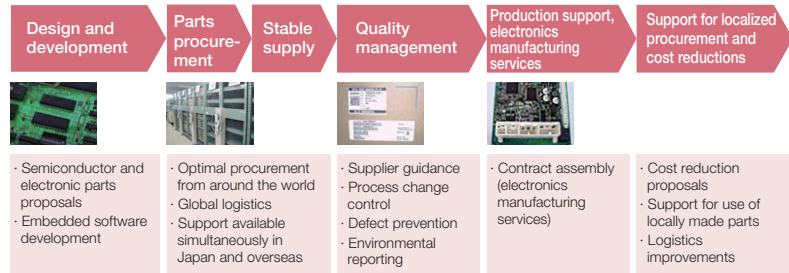 Design and
development
Parts
procure-
ment
Stable
supply
Quality
management
Production support,
electronics
manufacturing
services
Support for localized
procurement and
cost reductions
· Semiconductor and
electronic parts
proposals
· Embedded software
development
· Optimal procurement
from around the world
· Global logistics
· Support available
simultaneously in
Japan and overseas
· Supplier guidance
· Process change
control
· Defect prevention
· Environmental
reporting
· Contract assembly
(electronics
manufacturing
services)
· Cost reduction
proposals
· Support for use of
locally made parts
· Logistics
improvements